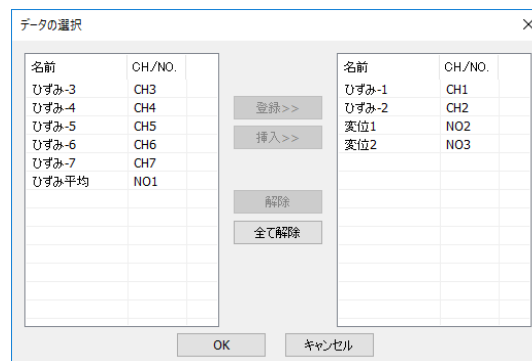 データの選択
名前 CH./NO.
ひずみ-3 CH3
ひずみ-4 CH4
ひずみ-5 CH5
ひずみ-6 CH6
ひずみ-7 CH7
ひずみ平均 NO1
登録>>
挿入>>
解除
全て解除
名前 CH./NO.
ひずみ-1 CH1
ひずみ-2 CH2
変位1 NO2
変位2 NO3
OK キャンセル